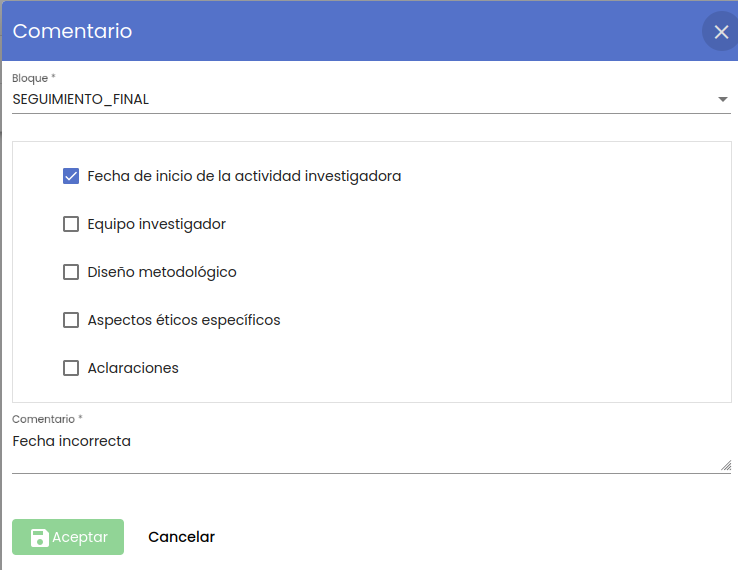 Comentario
Bloque *
SEGUIMIENTO_FINAL
Fecha de inicio de la actividad investigadora
Equipo investigador
Diseño metodológico
Aspectos éticos específicos
Aclaraciones
Comentario *
Fecha incorrecta
Aceptar Cancelar